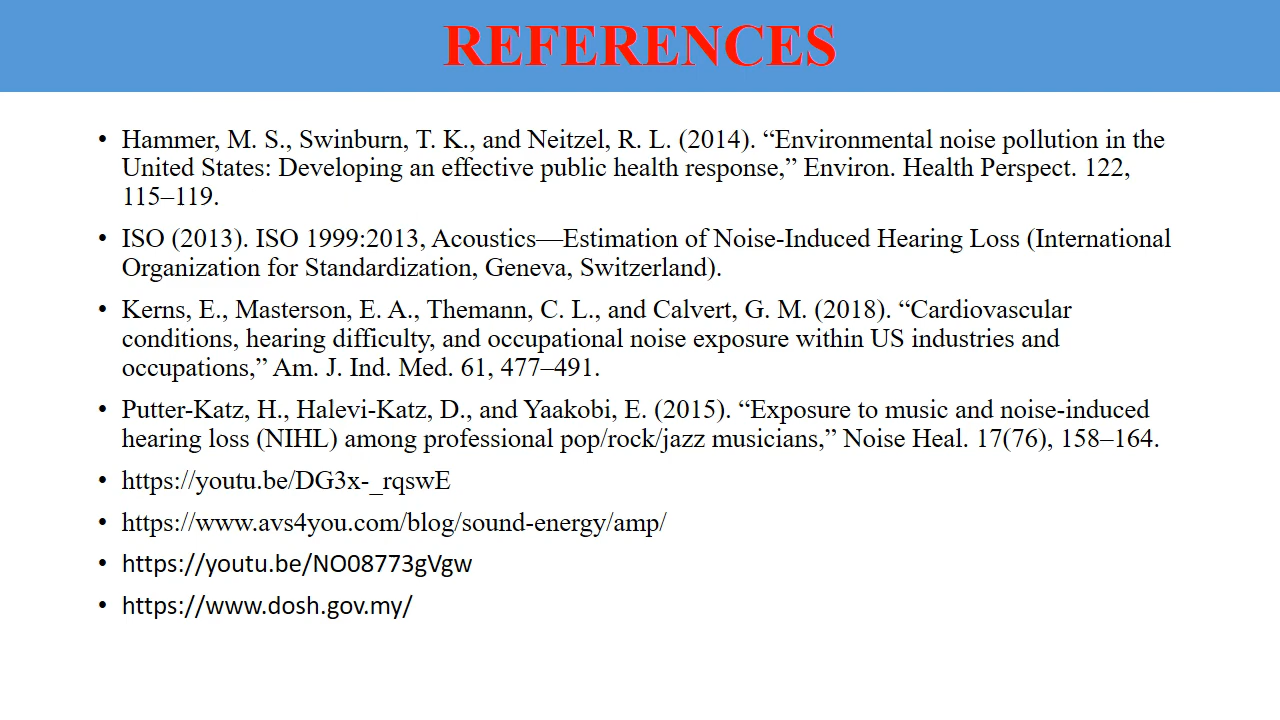 REFERENCES
• Hammer, M. S., Swinburn, T. K., and Neitzel, R. L. (2014). “Environmental noise pollution in the
United States: Developing an effective public health response,” Environ. Health Perspect. 122,
115–119.
• ISO (2013). ISO 1999:2013, Acoustics—Estimation of Noise-Induced Hearing Loss (International
Organization for Standardization, Geneva, Switzerland).
• Kerns, E., Masterson, E. A., Themann, C. L., and Calvert, G. M. (2018). “Cardiovascular
conditions, hearing difficulty, and occupational noise exposure within US industries and
occupations,” Am. J. Ind. Med. 61, 477–491.
• Putter-Katz, H., Halevi-Katz, D., and Yaakobi, E. (2015). “Exposure to music and noise-induced
hearing loss (NIHL) among professional pop/rock/jazz musicians,” Noise Heal. 17(76), 158–164.
• https://youtu.be/DG3x-_rqswE
• https://www.avs4you.com/blog/sound-energy/amp/
• https://youtu.be/NO08773gVgw
• https://www.dosh.gov.my/